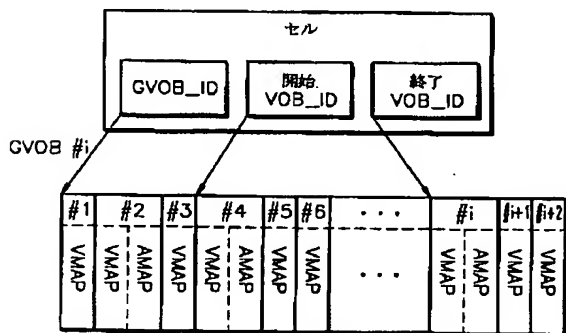 セル
GVOB_ID
開始
VOB_ID
終了
VOB_ID
GVOB #i
#1 #2 #3 #4 #5 #6 ... #i #i+1 #i+2
VMAP VMAP AMAP VMAP VMAP AMAP VMAP VMAP ... VMAP AMAP VMAP VMAP